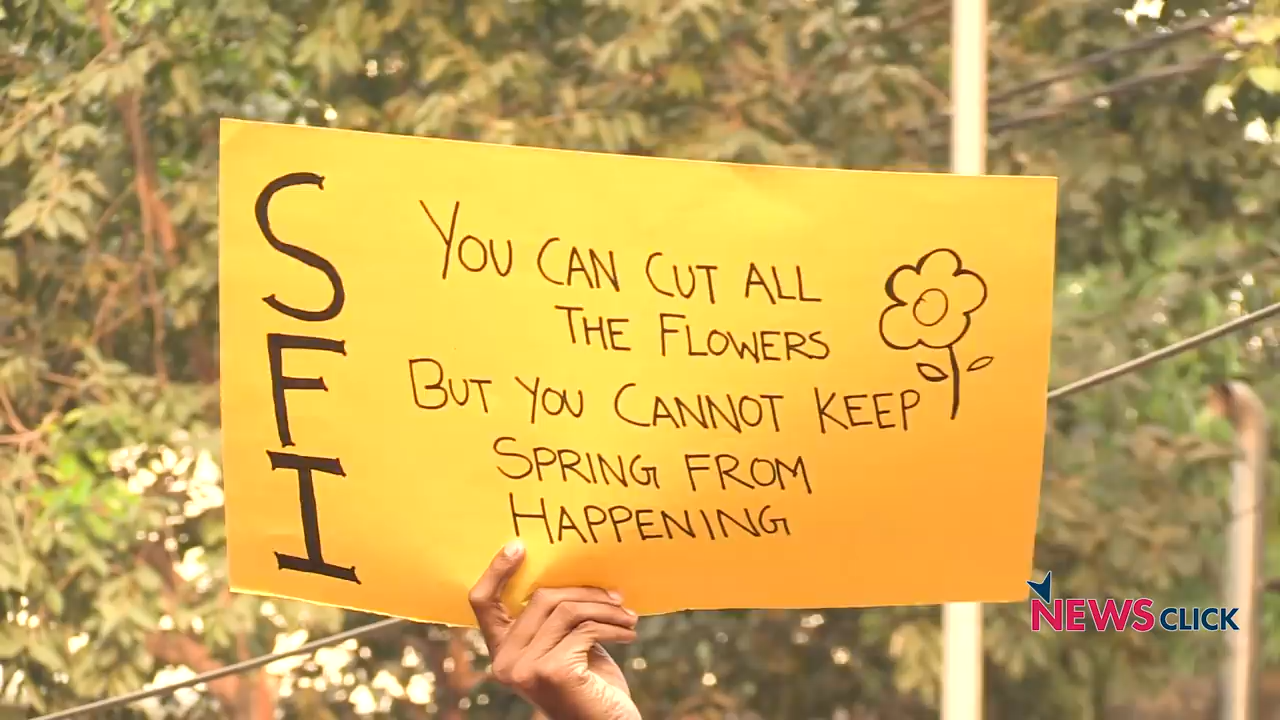 SFI
YOU CAN CUT ALL
THE FLOWERS
BUT YOU CANNOT KEEP
SPRING FROM
HAPPENING
NEWSCLICK